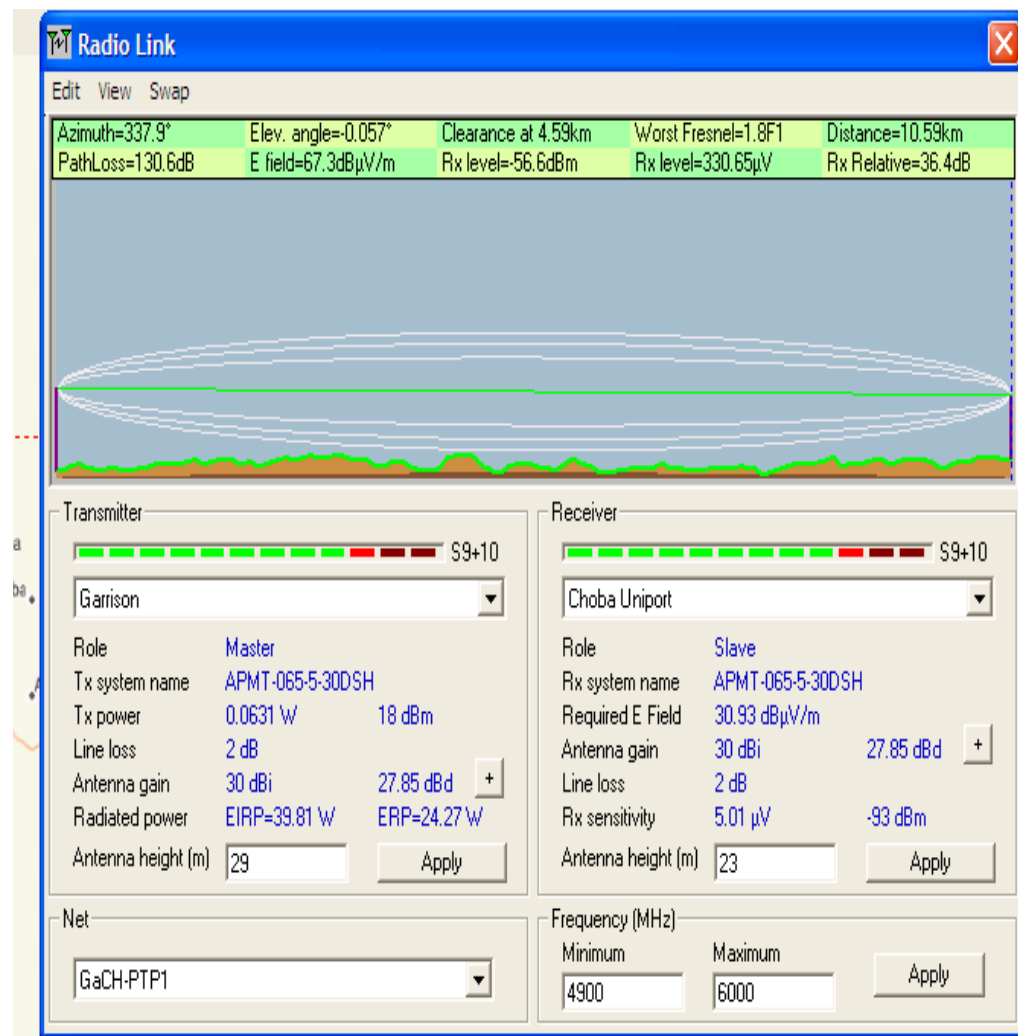 Radio Link
Edit View Swap
Azimuth=337.9° Elev. angle=-0.057° Clearance at 4.59km Worst Fresnel=1.8F1 Distance=10.59km
PathLoss=130.6dB E field=67.3dBµV/m Rx level=-56.6dBm Rx level=330.65µV Rx Relative=36.4dB
Transmitter
S9+10
Garrison
Role Master
Tx system name APMT-065-5-30DSH
Tx power 0.0631 W 18 dBm
Line loss 2 dB
Antenna gain 30 dBi 27.85 dBd +
Radiated power EIRP=39.81 W ERP=24.27 W
Antenna height (m) 29 Apply
Receiver
S9+10
Choba Uniport
Role Slave
Rx system name APMT-065-5-30DSH
Required E Field 30.93 dBµV/m
Antenna gain 30 dBi 27.85 dBd +
Line loss 2 dB
Rx sensitivity 5.01 µV -93 dBm
Antenna height (m) 23 Apply
Net
GaCH-PTP1
Frequency (MHz)
Minimum Maximum
4900 6000 Apply